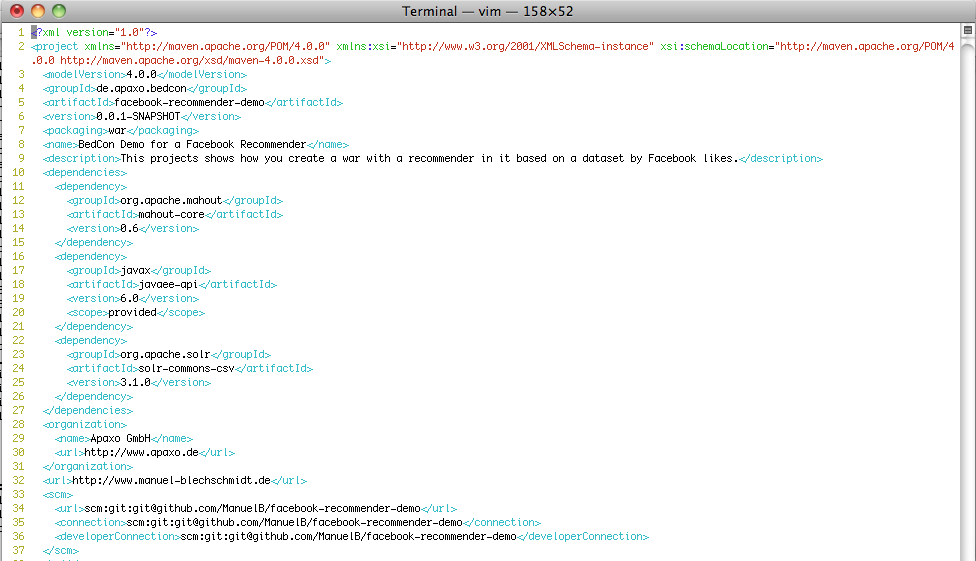 Terminal — vim — 158×52
1 <?xml version="1.0"?>
2 <project xmlns="http://maven.apache.org/POM/4.0.0" xmlns:xsi="http://www.w3.org/2001/XMLSchema-instance" xsi:schemaLocation="http://maven.apache.org/POM/4
.0.0 http://maven.apache.org/xsd/maven-4.0.0.xsd">
3 <modelVersion>4.0.0</modelVersion>
4 <groupId>de.apaxo.bedcon</groupId>
5 <artifactId>facebook-recommender-demo</artifactId>
6 <version>0.0.1-SNAPSHOT</version>
7 <packaging>war</packaging>
8 <name>BedCon Demo for a Facebook Recommender</name>
9 <description>This projects shows how you create a war with a recommender in it based on a dataset by Facebook likes.</description>
10 <dependencies>
11 <dependency>
12 <groupId>org.apache.mahout</groupId>
13 <artifactId>mahout-core</artifactId>
14 <version>0.6</version>
15 </dependency>
16 <dependency>
17 <groupId>javax</groupId>
18 <artifactId>javaee-api</artifactId>
19 <version>6.0</version>
20 <scope>provided</scope>
21 </dependency>
22 <dependency>
23 <groupId>org.apache.solr</groupId>
24 <artifactId>solr-commons-csv</artifactId>
25 <version>3.1.0</version>
26 </dependency>
27 </dependencies>
28 <organization>
29 <name>Apaxo GmbH</name>
30 <url>http://www.apaxo.de</url>
31 </organization>
32 <url>http://www.manuel-blechschmidt.de</url>
33 <scm>
34 <url>scm:git:git@github.com/ManuelB/facebook-recommender-demo</url>
35 <connection>scm:git:git@github.com/ManuelB/facebook-recommender-demo</connection>
36 <developerConnection>scm:git:git@github.com/ManuelB/facebook-recommender-demo</developerConnection>
37 </scm>